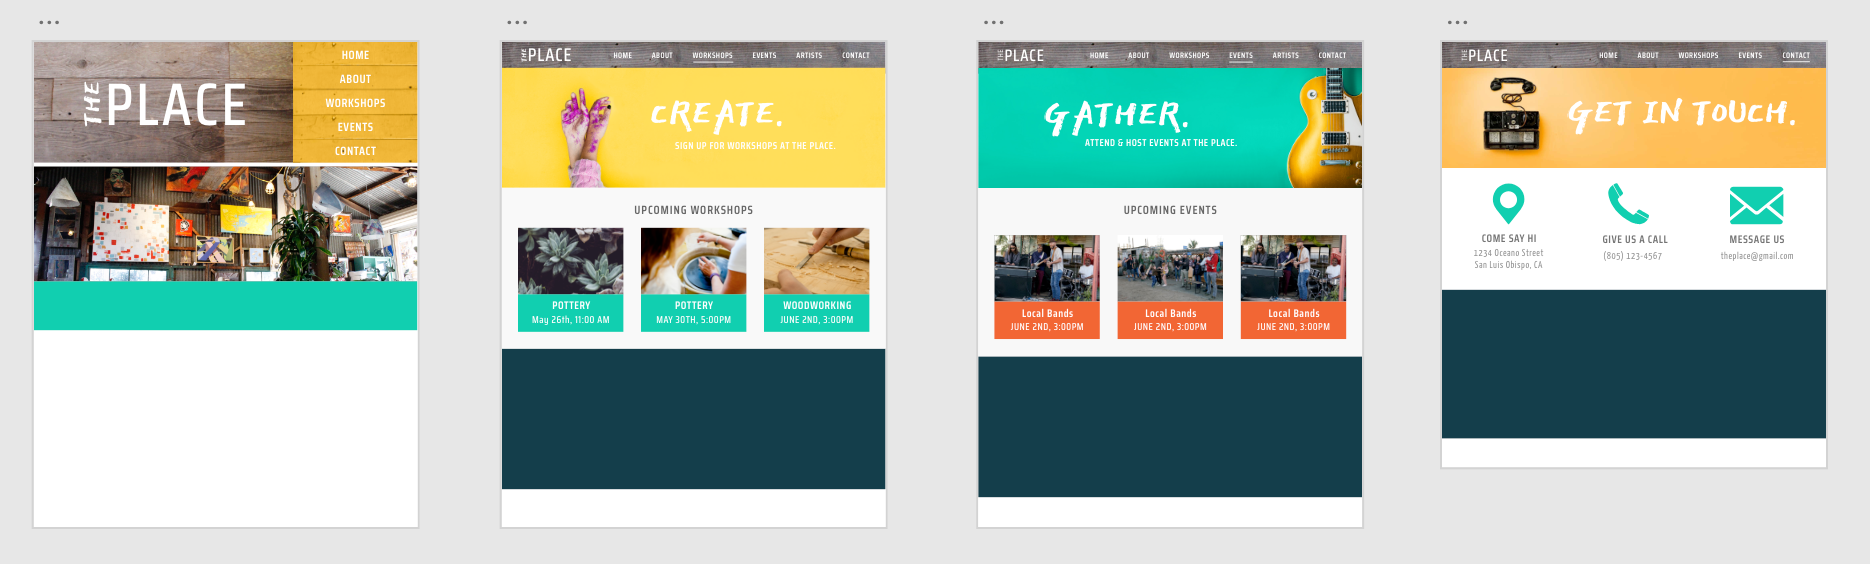 THE PLACE
HOME
ABOUT
WORKSHOPS
EVENTS
CONTACT
THE PLACE HOME ABOUT WORKSHOPS EVENTS ARTISTS CONTACT
CREATE.
SIGN UP FOR WORKSHOPS AT THE PLACE.
UPCOMING WORKSHOPS
POTTERY
May 26th, 11:00 AM
POTTERY
MAY 30TH, 5:00PM
WOODWORKING
JUNE 2ND, 3:00PM
THE PLACE HOME ABOUT WORKSHOPS EVENTS ARTISTS CONTACT
GATHER.
ATTEND & HOST EVENTS AT THE PLACE.
UPCOMING EVENTS
Local Bands
JUNE 2ND, 3:00PM
Local Bands
JUNE 2ND, 3:00PM
Local Bands
JUNE 2ND, 3:00PM
THE PLACE HOME ABOUT WORKSHOPS EVENTS CONTACT
GET IN TOUCH.
COME SAY HI
1234 Oceano Street
San Luis Obispo, CA
GIVE US A CALL
(805) 123-4567
MESSAGE US
theplace@gmail.com